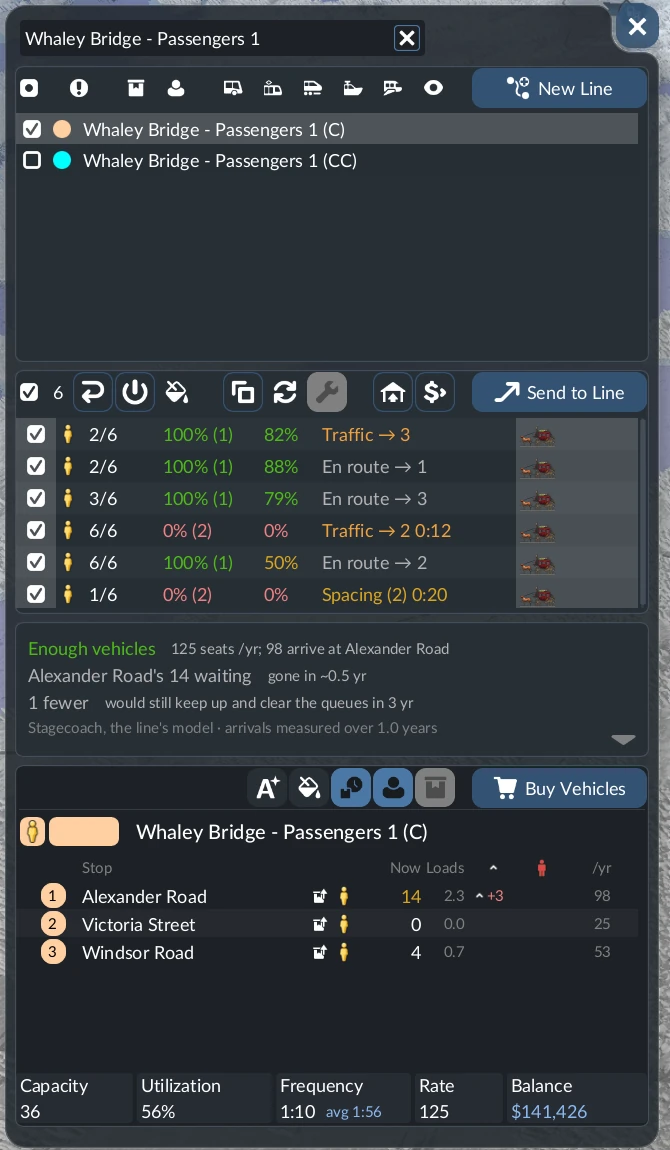 Whaley Bridge - Passengers 1
New Line
Whaley Bridge - Passengers 1 (C)
Whaley Bridge - Passengers 1 (CC)
6
Send to Line
2/6 100% (1) 82% Traffic → 3
2/6 100% (1) 88% En route → 1
3/6 100% (1) 79% En route → 3
6/6 0% (2) 0% Traffic → 2 0:12
6/6 100% (1) 50% En route → 2
1/6 0% (2) 0% Spacing (2) 0:20
Enough vehicles 125 seats /yr; 98 arrive at Alexander Road
Alexander Road's 14 waiting gone in ~0.5 yr
1 fewer would still keep up and clear the queues in 3 yr
Stagecoach, the line's model · arrivals measured over 1.0 years
A+ Buy Vehicles
Whaley Bridge - Passengers 1 (C)
Stop Now Loads /yr
1 Alexander Road 14 2.3 +3 98
2 Victoria Street 0 0.0 25
3 Windsor Road 4 0.7 53
Capacity Utilization Frequency Rate Balance
36 56% 1:10 avg 1:56 125 $141,426